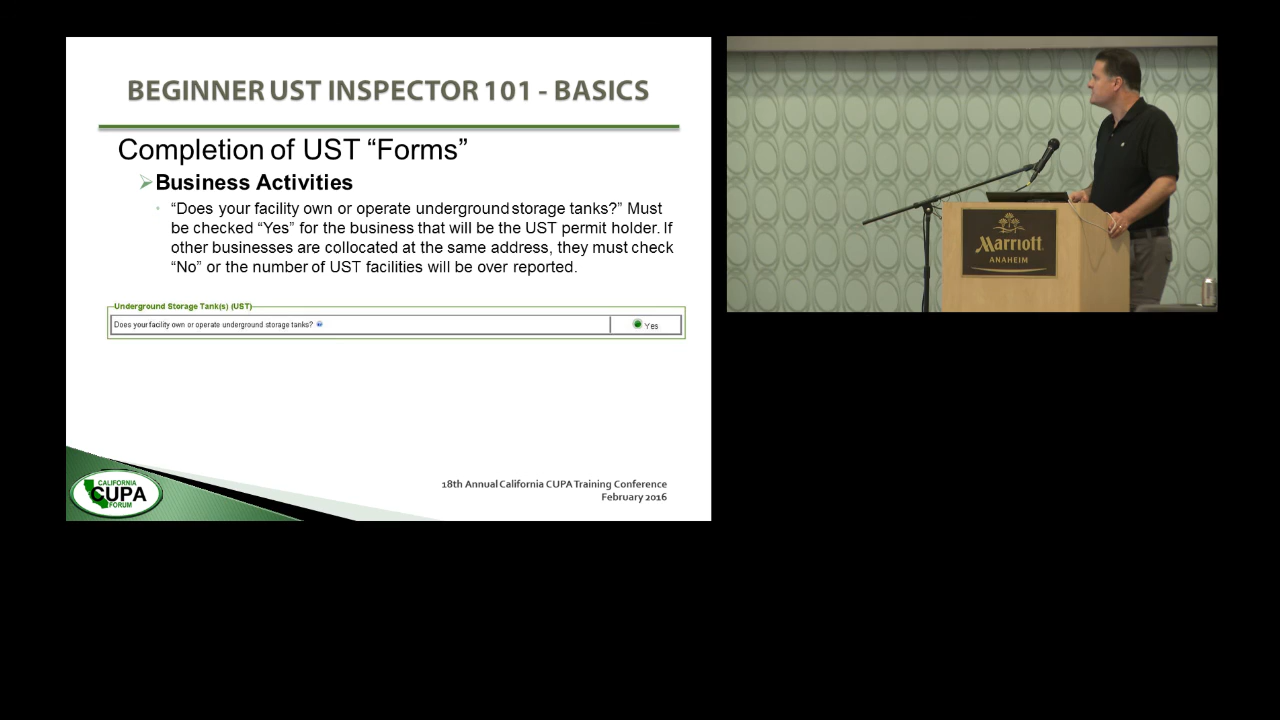 BEGINNER UST INSPECTOR 101 - BASICS
Completion of UST “Forms”
Business Activities
“Does your facility own or operate underground storage tanks?” Must
be checked “Yes” for the business that will be the UST permit holder. If
other businesses are collocated at the same address, they must check
“No” or the number of UST facilities will be over reported.
Underground Storage Tank(s) (UST)
Does your facility own or operate underground storage tanks?
Yes
CALIFORNIA
CUPA
FORUM
18th Annual California CUPA Training Conference
February 2016
Marriott
ANAHEIM